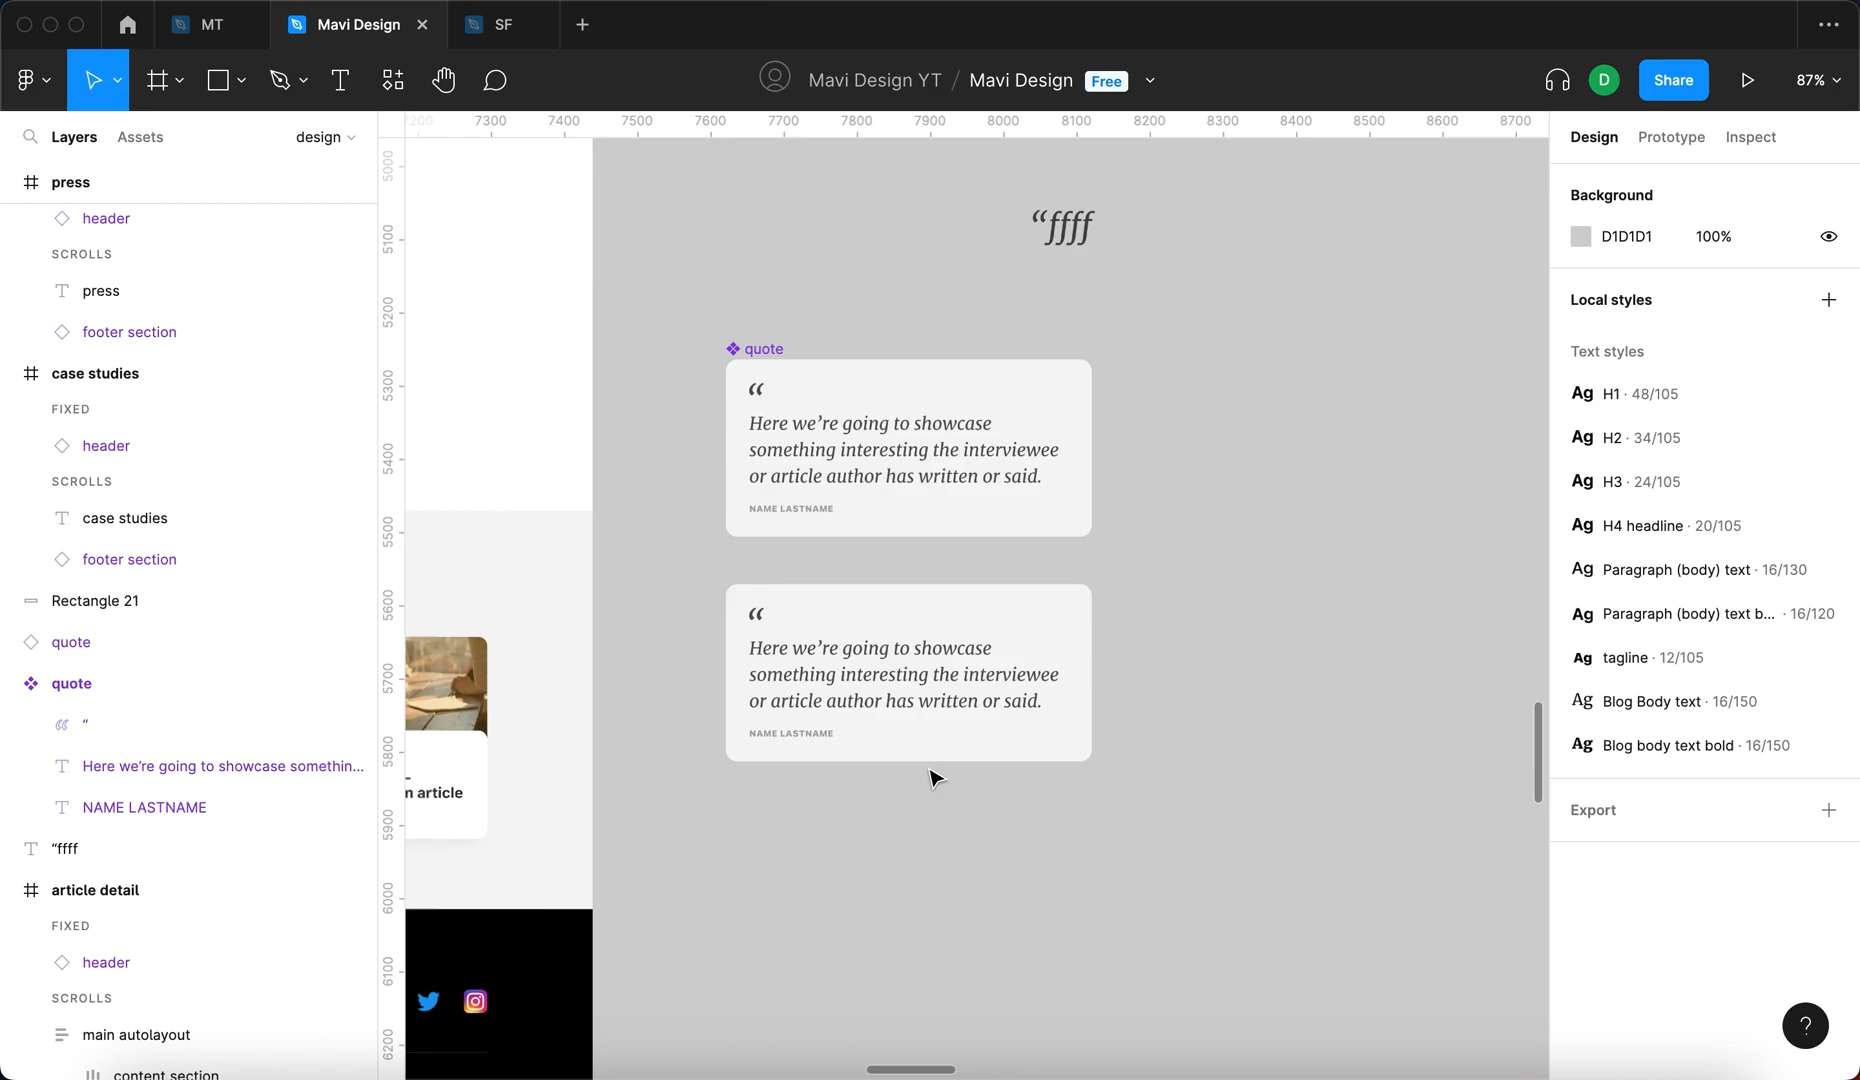 MT
Mavi Design
SF
Mavi Design YT / Mavi Design Free
D
Share
87%
Layers
Assets
design
press
header
SCROLLS
press
footer section
case studies
FIXED
header
SCROLLS
case studies
footer section
Rectangle 21
quote
quote
“
Here we’re going to showcase somethin...
NAME LASTNAME
“ffff
article detail
FIXED
header
SCROLLS
main autolayout
content section
7200 7300 7400 7500 7600 7700 7800 7900 8000 8100 8200 8300 8400 8500 8600 8700
5000
5100
5200
5300
5400
5500
5600
5700
5800
5900
6000
6100
6200
n article
“ffff
quote
“
Here we’re going to showcase
something interesting the interviewee
or article author has written or said.
NAME LASTNAME
“
Here we’re going to showcase
something interesting the interviewee
or article author has written or said.
NAME LASTNAME
Design
Prototype
Inspect
Background
D1D1D1 100%
Local styles
Text styles
Ag H1 · 48/105
Ag H2 · 34/105
Ag H3 · 24/105
Ag H4 headline · 20/105
Ag Paragraph (body) text · 16/130
Ag Paragraph (body) text b... · 16/120
Ag tagline · 12/105
Ag Blog Body text · 16/150
Ag Blog body text bold · 16/150
Export
?